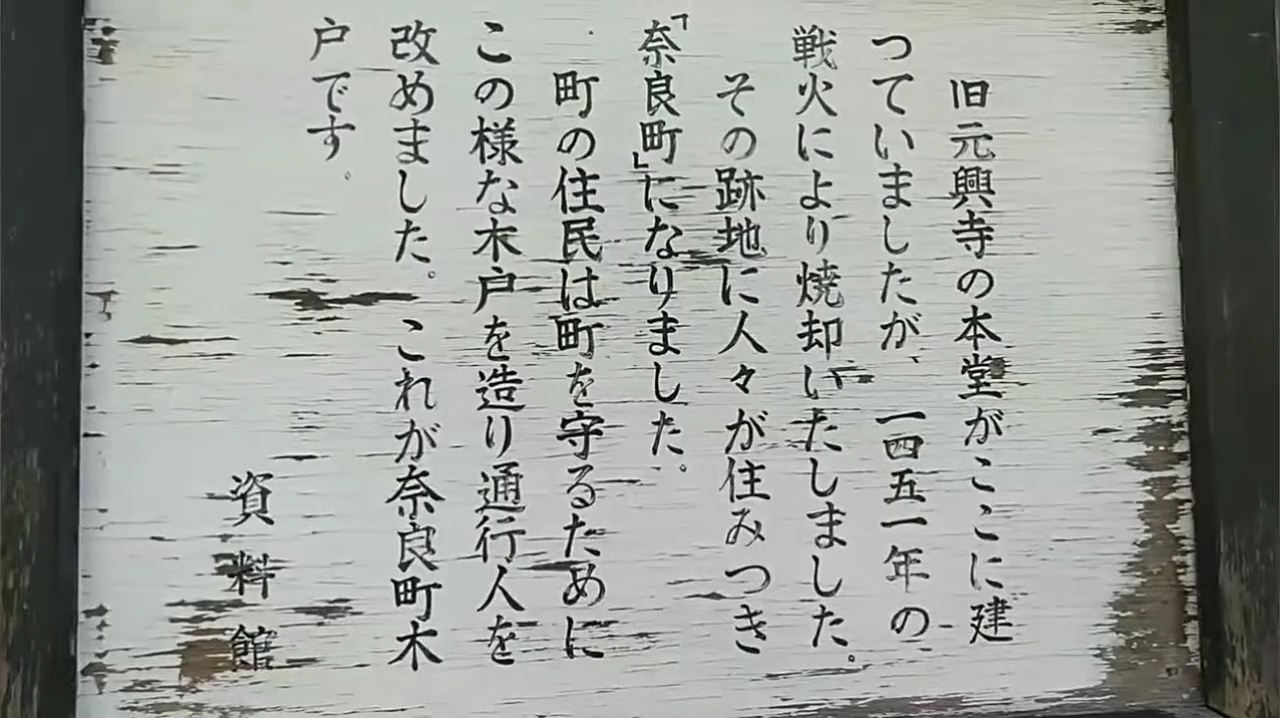 旧元興寺の本堂がここに建
つていましたが、一四五一年の
戦火により焼却いたしました。
その跡地に人々が住みつき
「奈良町」になりました。
町の住民は町を守るために
この様な木戸を造り通行人を
改めました。これが奈良町木
戸です。
資料館